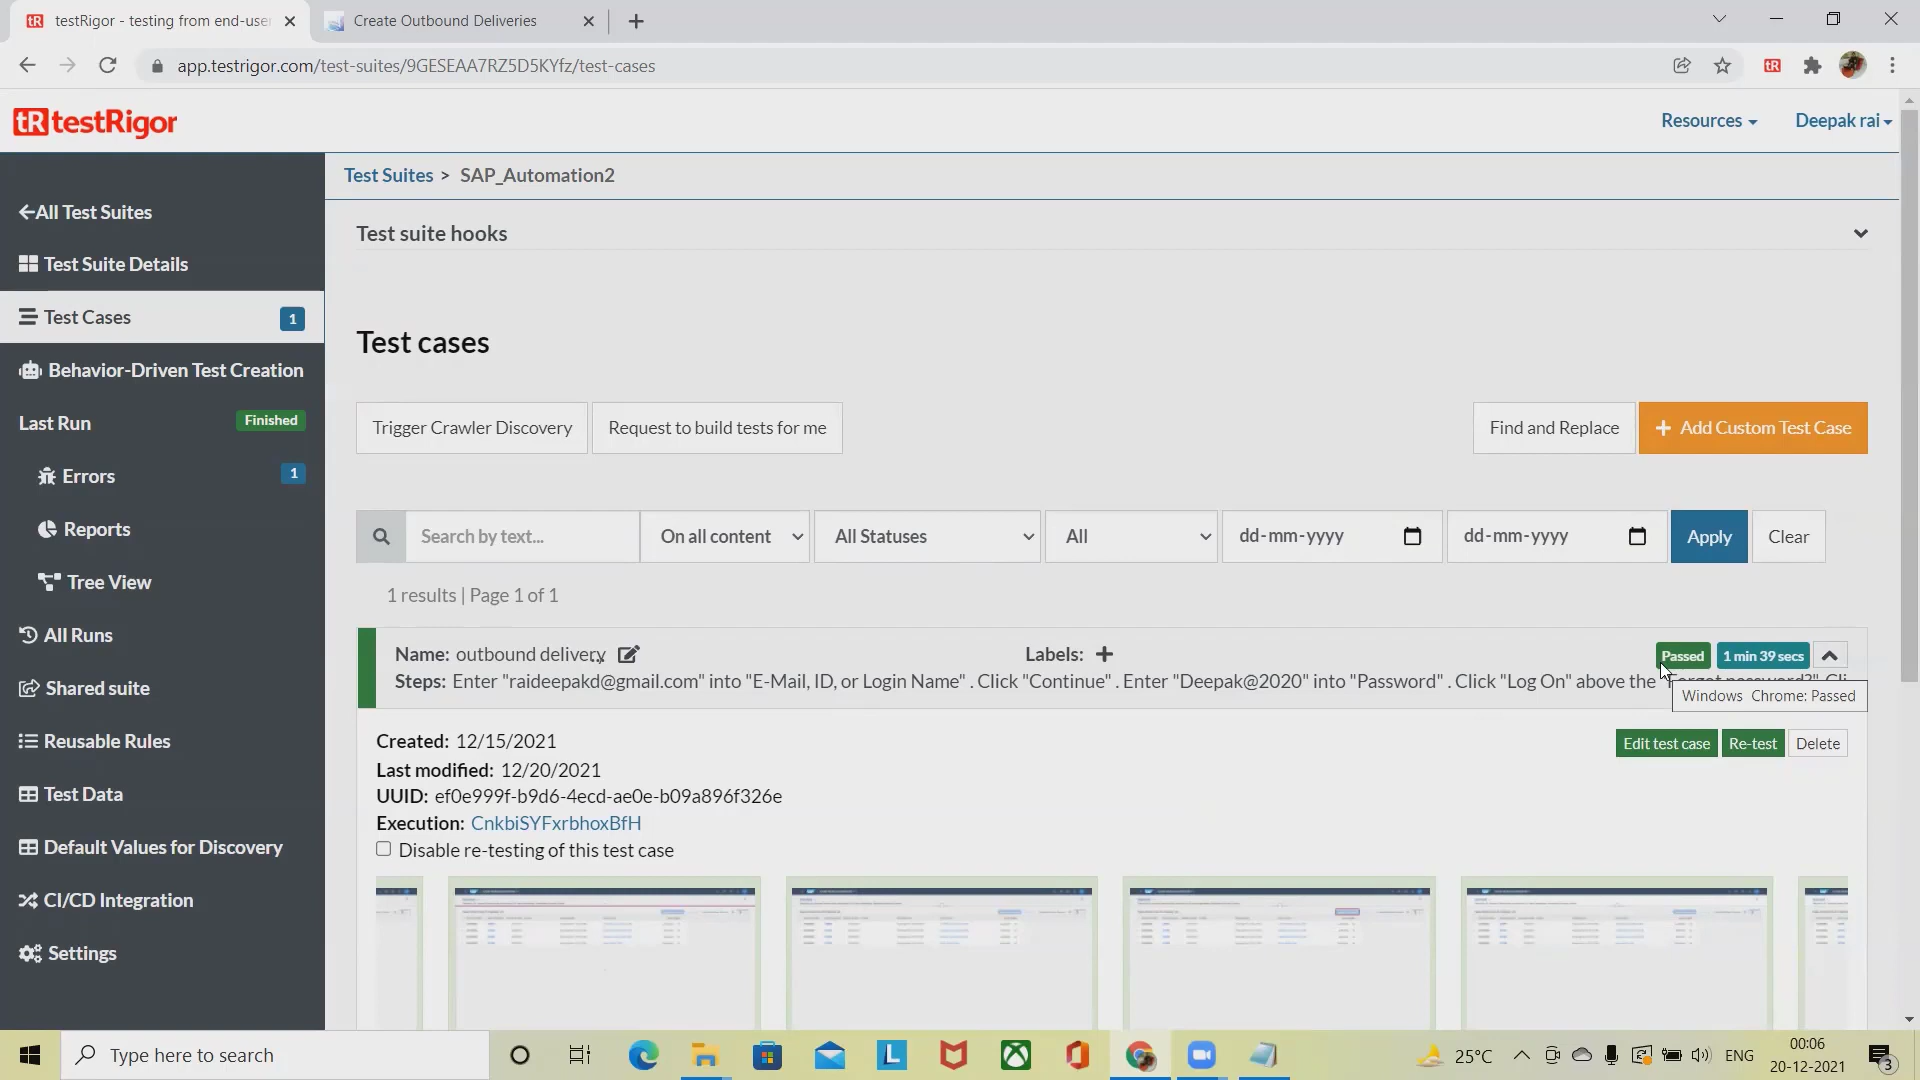 testRigor - testing from end-user
Create Outbound Deliveries
app.testrigor.com/test-suites/9GESEAA7RZ5D5KYfz/test-cases
tR
tR testRigor
Resources
Deepak rai
All Test Suites
Test Suite Details
Test Cases 1
Behavior-Driven Test Creation
Last Run Finished
Errors 1
Reports
Tree View
All Runs
Shared suite
Reusable Rules
Test Data
Default Values for Discovery
CI/CD Integration
Settings
Test Suites > SAP_Automation2
Test suite hooks
Test cases
Trigger Crawler Discovery
Request to build tests for me
Find and Replace
+ Add Custom Test Case
Search by text...
On all content
All Statuses
All
dd-mm-yyyy
dd-mm-yyyy
Apply
Clear
1 results | Page 1 of 1
Name: outbound delivery
Labels: +
Passed
1 min 39 secs
Steps: Enter "raideepakd@gmail.com" into "E-Mail, ID, or Login Name" . Click "Continue" . Enter "Deepak@2020" into "Password" . Click "Log On" above the
Windows Chrome: Passed
Created: 12/15/2021
Edit test case
Re-test
Delete
Last modified: 12/20/2021
UUID: ef0e999f-b9d6-4ecd-ae0e-b09a896f326e
Execution: CnkbiSYFxrbhoxBfH
Disable re-testing of this test case
Type here to search
25°C
ENG
00:06
20-12-2021
3